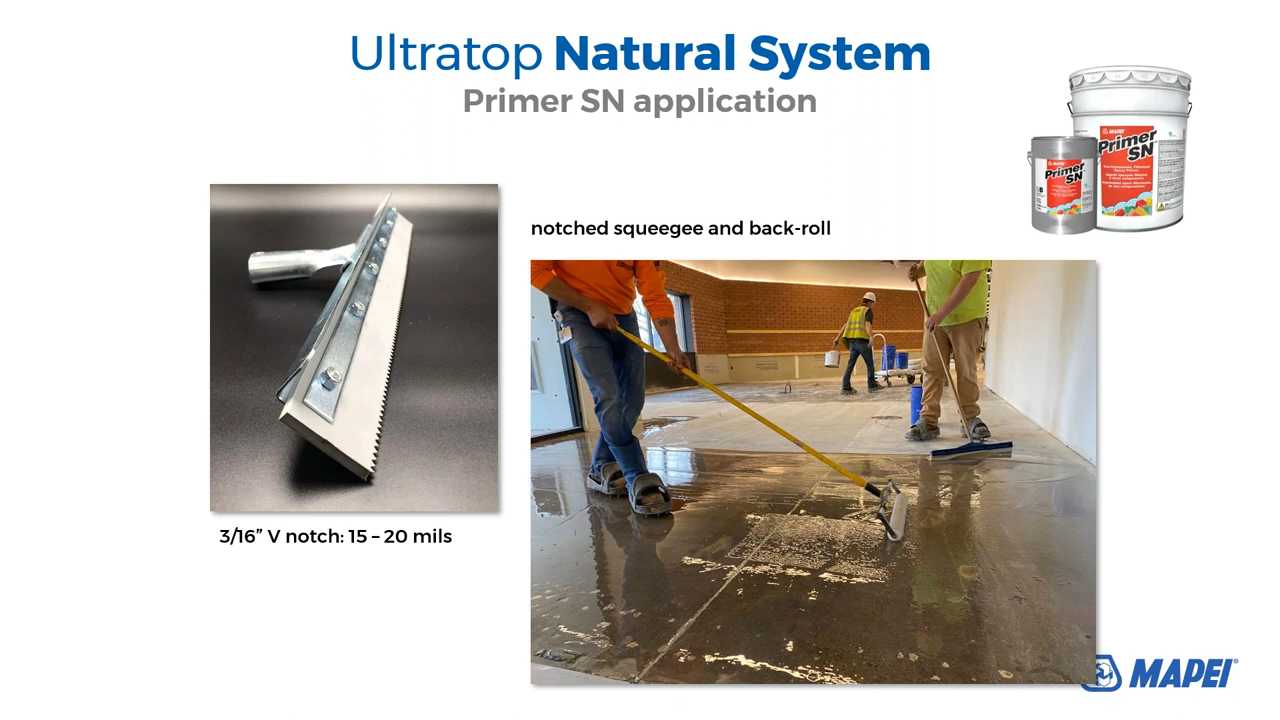 Ultratop Natural System
Primer SN application
MAPEI
Primer
SN
MAPEI
Primer
SN
notched squeegee and back-roll
3/16” V notch: 15 – 20 mils
MAPEI®